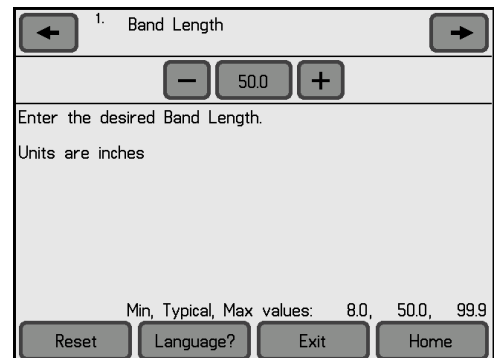 1. Band Length
− 50.0 +
Enter the desired Band Length.
Units are inches
Min, Typical, Max values: 8.0, 50.0, 99.9
Reset Language? Exit Home